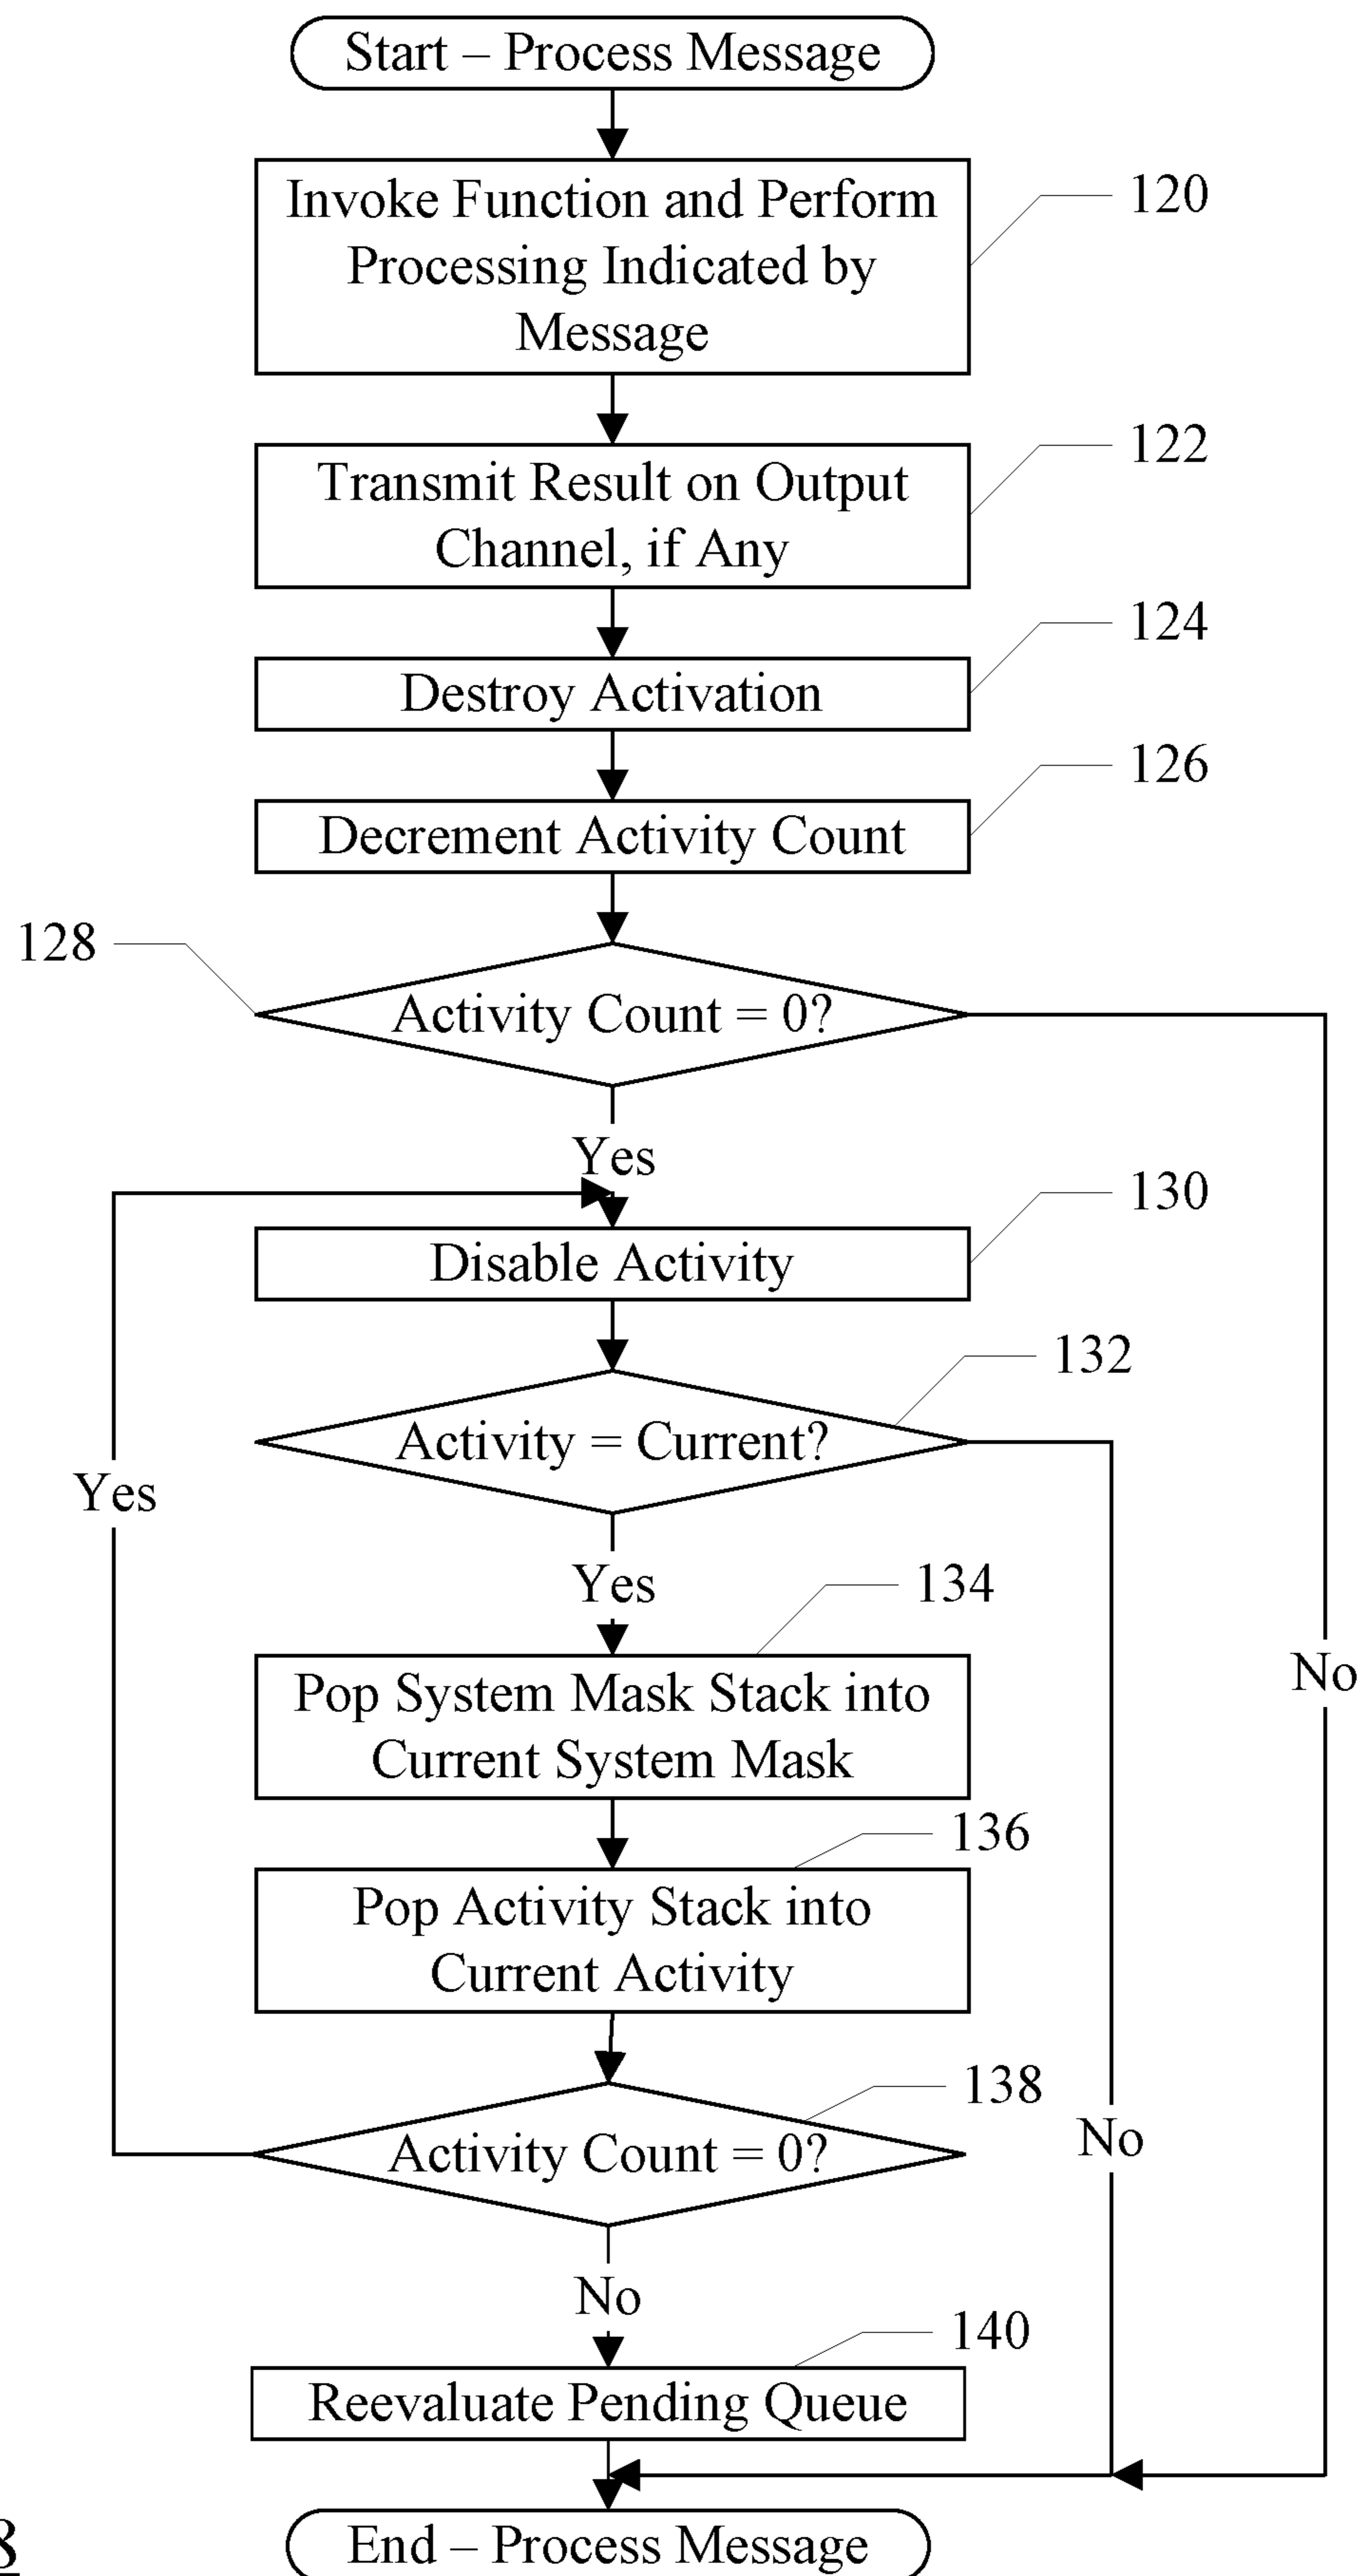 Start – Process Message
Invoke Function and Perform
Processing Indicated by
Message
120
Transmit Result on Output
Channel, if Any
122
Destroy Activation
124
Decrement Activity Count
126
128
Activity Count = 0?
Yes
Disable Activity
130
Activity = Current?
132
Yes
Yes
Pop System Mask Stack into
Current System Mask
134
No
Pop Activity Stack into
Current Activity
136
Activity Count = 0?
138
No
No
Reevaluate Pending Queue
140
End – Process Message
8